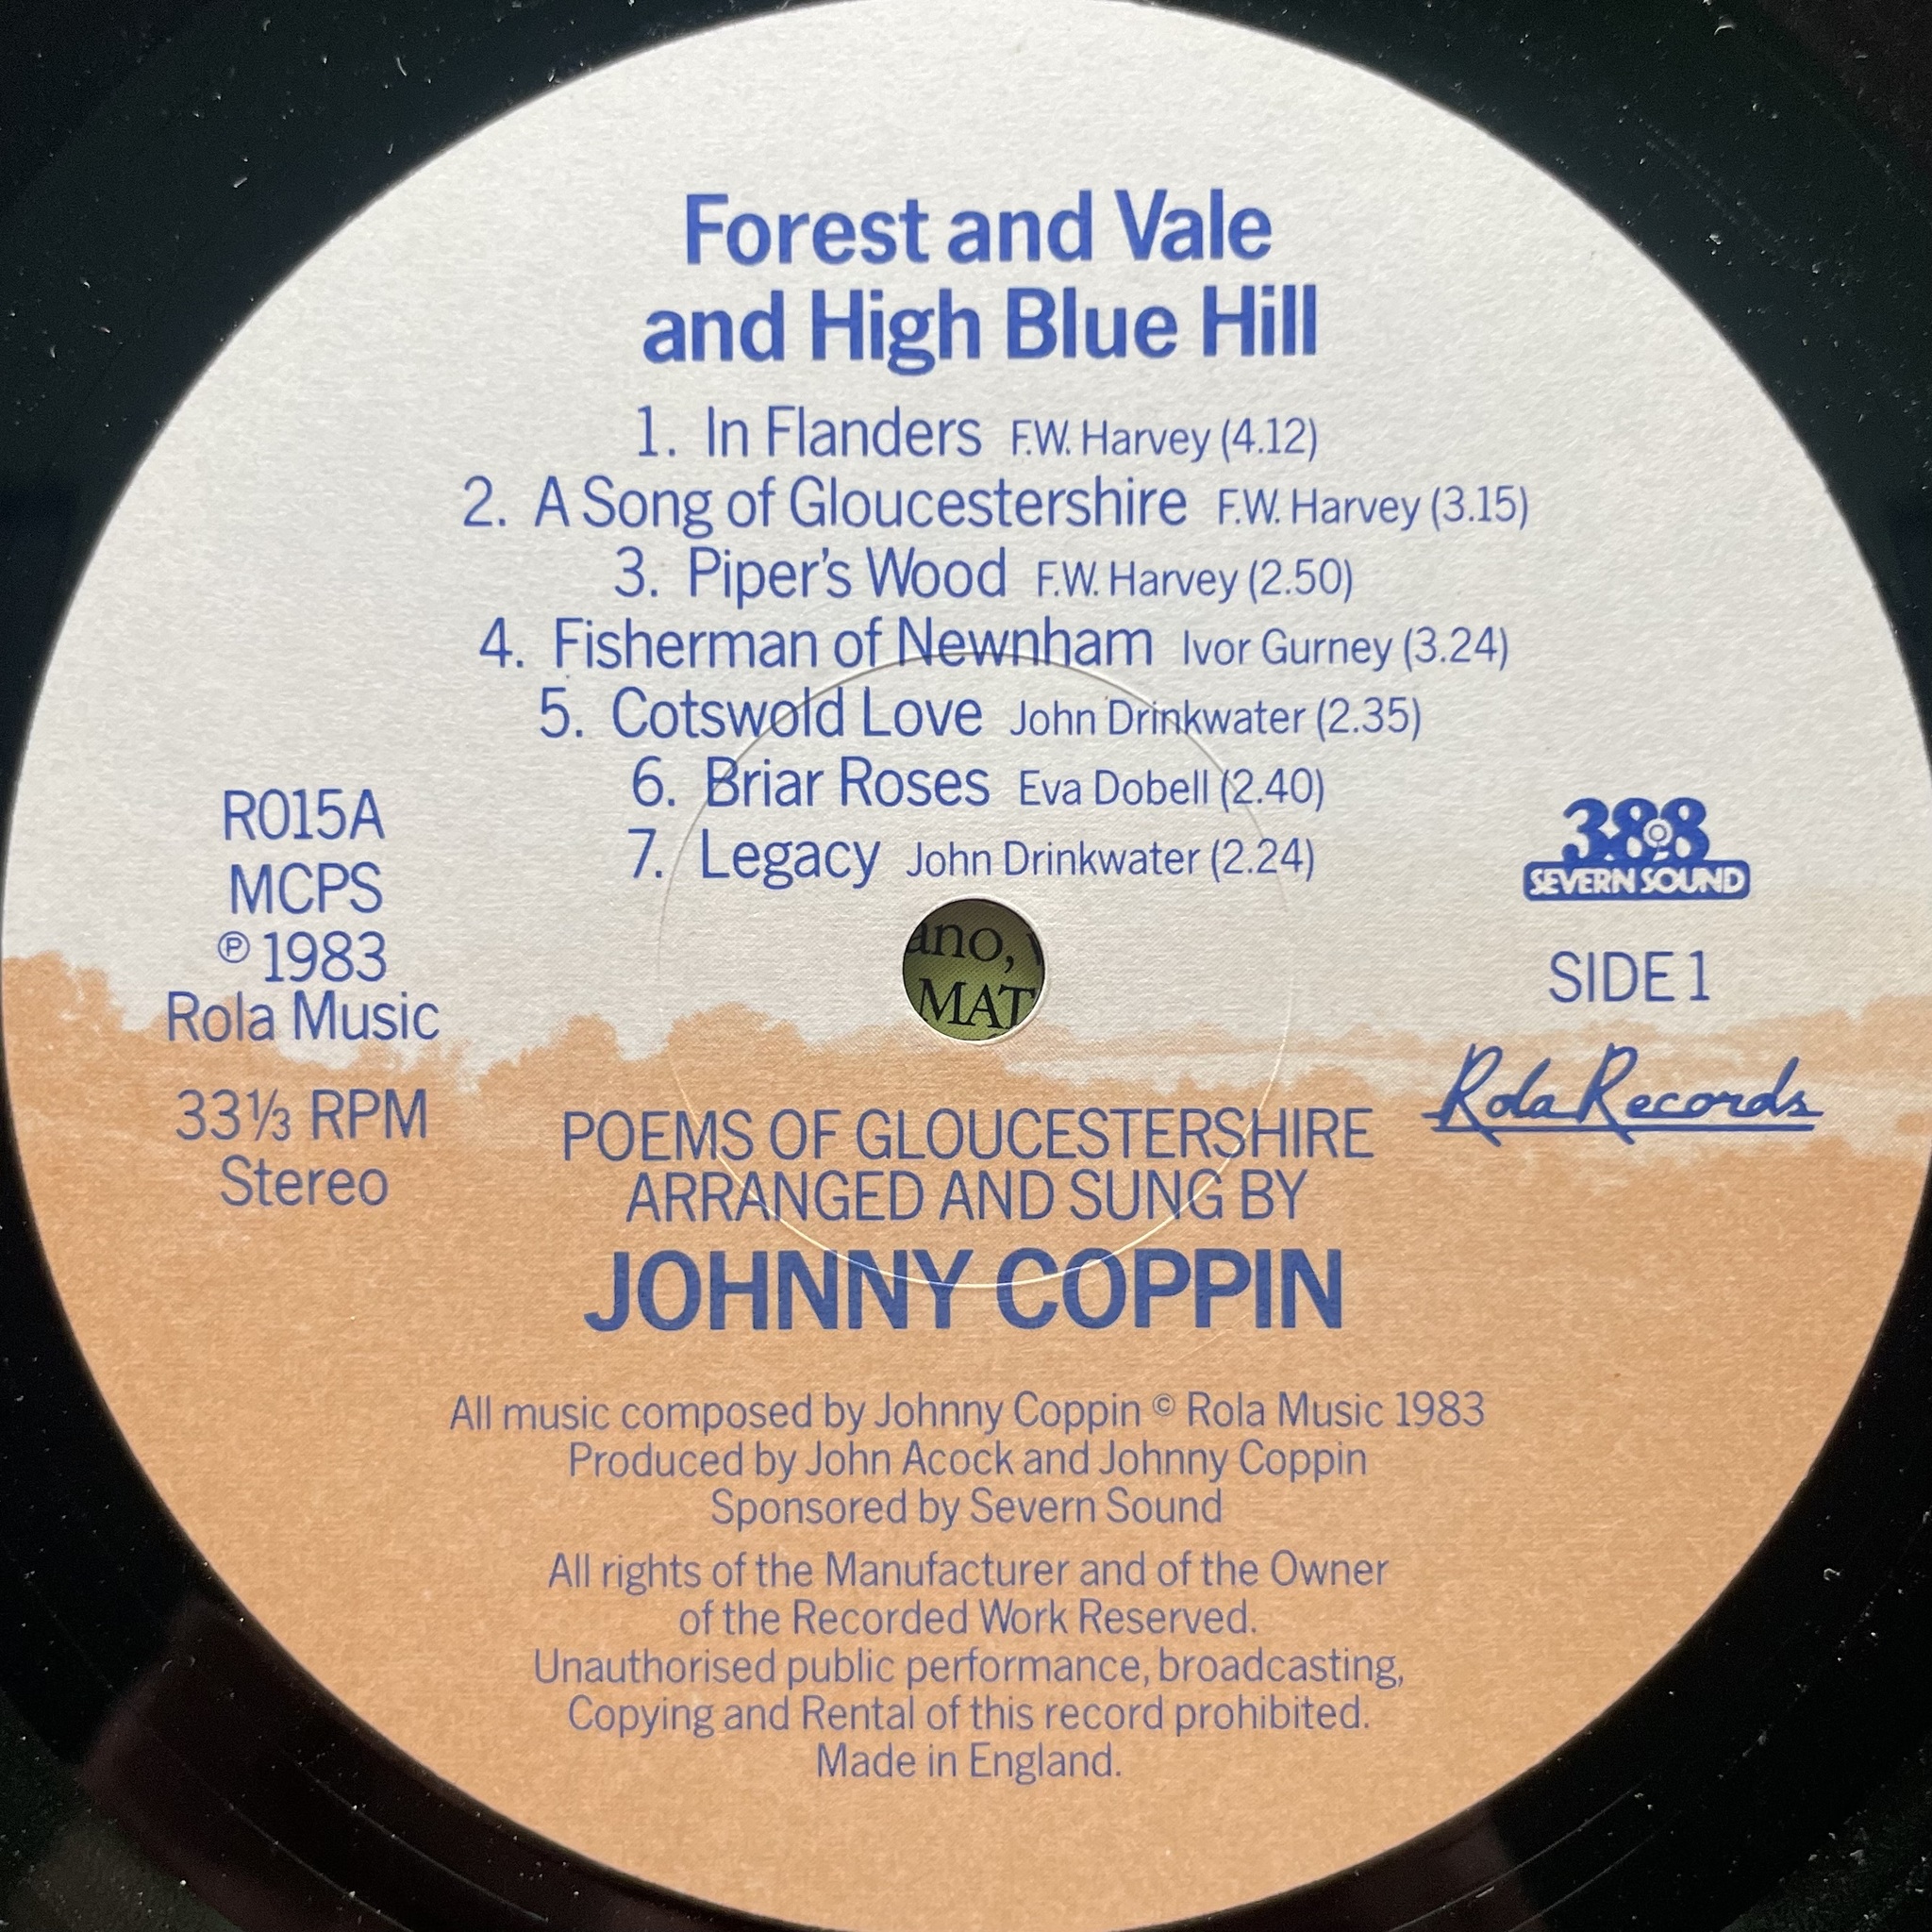 Forest and Vale
and High Blue Hill
1. In Flanders F.W. Harvey (4.12)
2. A Song of Gloucestershire F.W. Harvey (3.15)
3. Piper's Wood F.W. Harvey (2.50)
4. Fisherman of Newnham Ivor Gurney (3.24)
5. Cotswold Love John Drinkwater (2.35)
6. Briar Roses Eva Dobell (2.40)
7. Legacy John Drinkwater (2.24)
R015A
MCPS
℗ 1983
Rola Music
33⅓ RPM
Stereo
ano,
MAT
388
SEVERN SOUND
SIDE 1
Rola Records
POEMS OF GLOUCESTERSHIRE
ARRANGED AND SUNG BY
JOHNNY COPPIN
All music composed by Johnny Coppin © Rola Music 1983
Produced by John Acock and Johnny Coppin
Sponsored by Severn Sound
All rights of the Manufacturer and of the Owner
of the Recorded Work Reserved.
Unauthorised public performance, broadcasting,
Copying and Rental of this record prohibited.
Made in England.